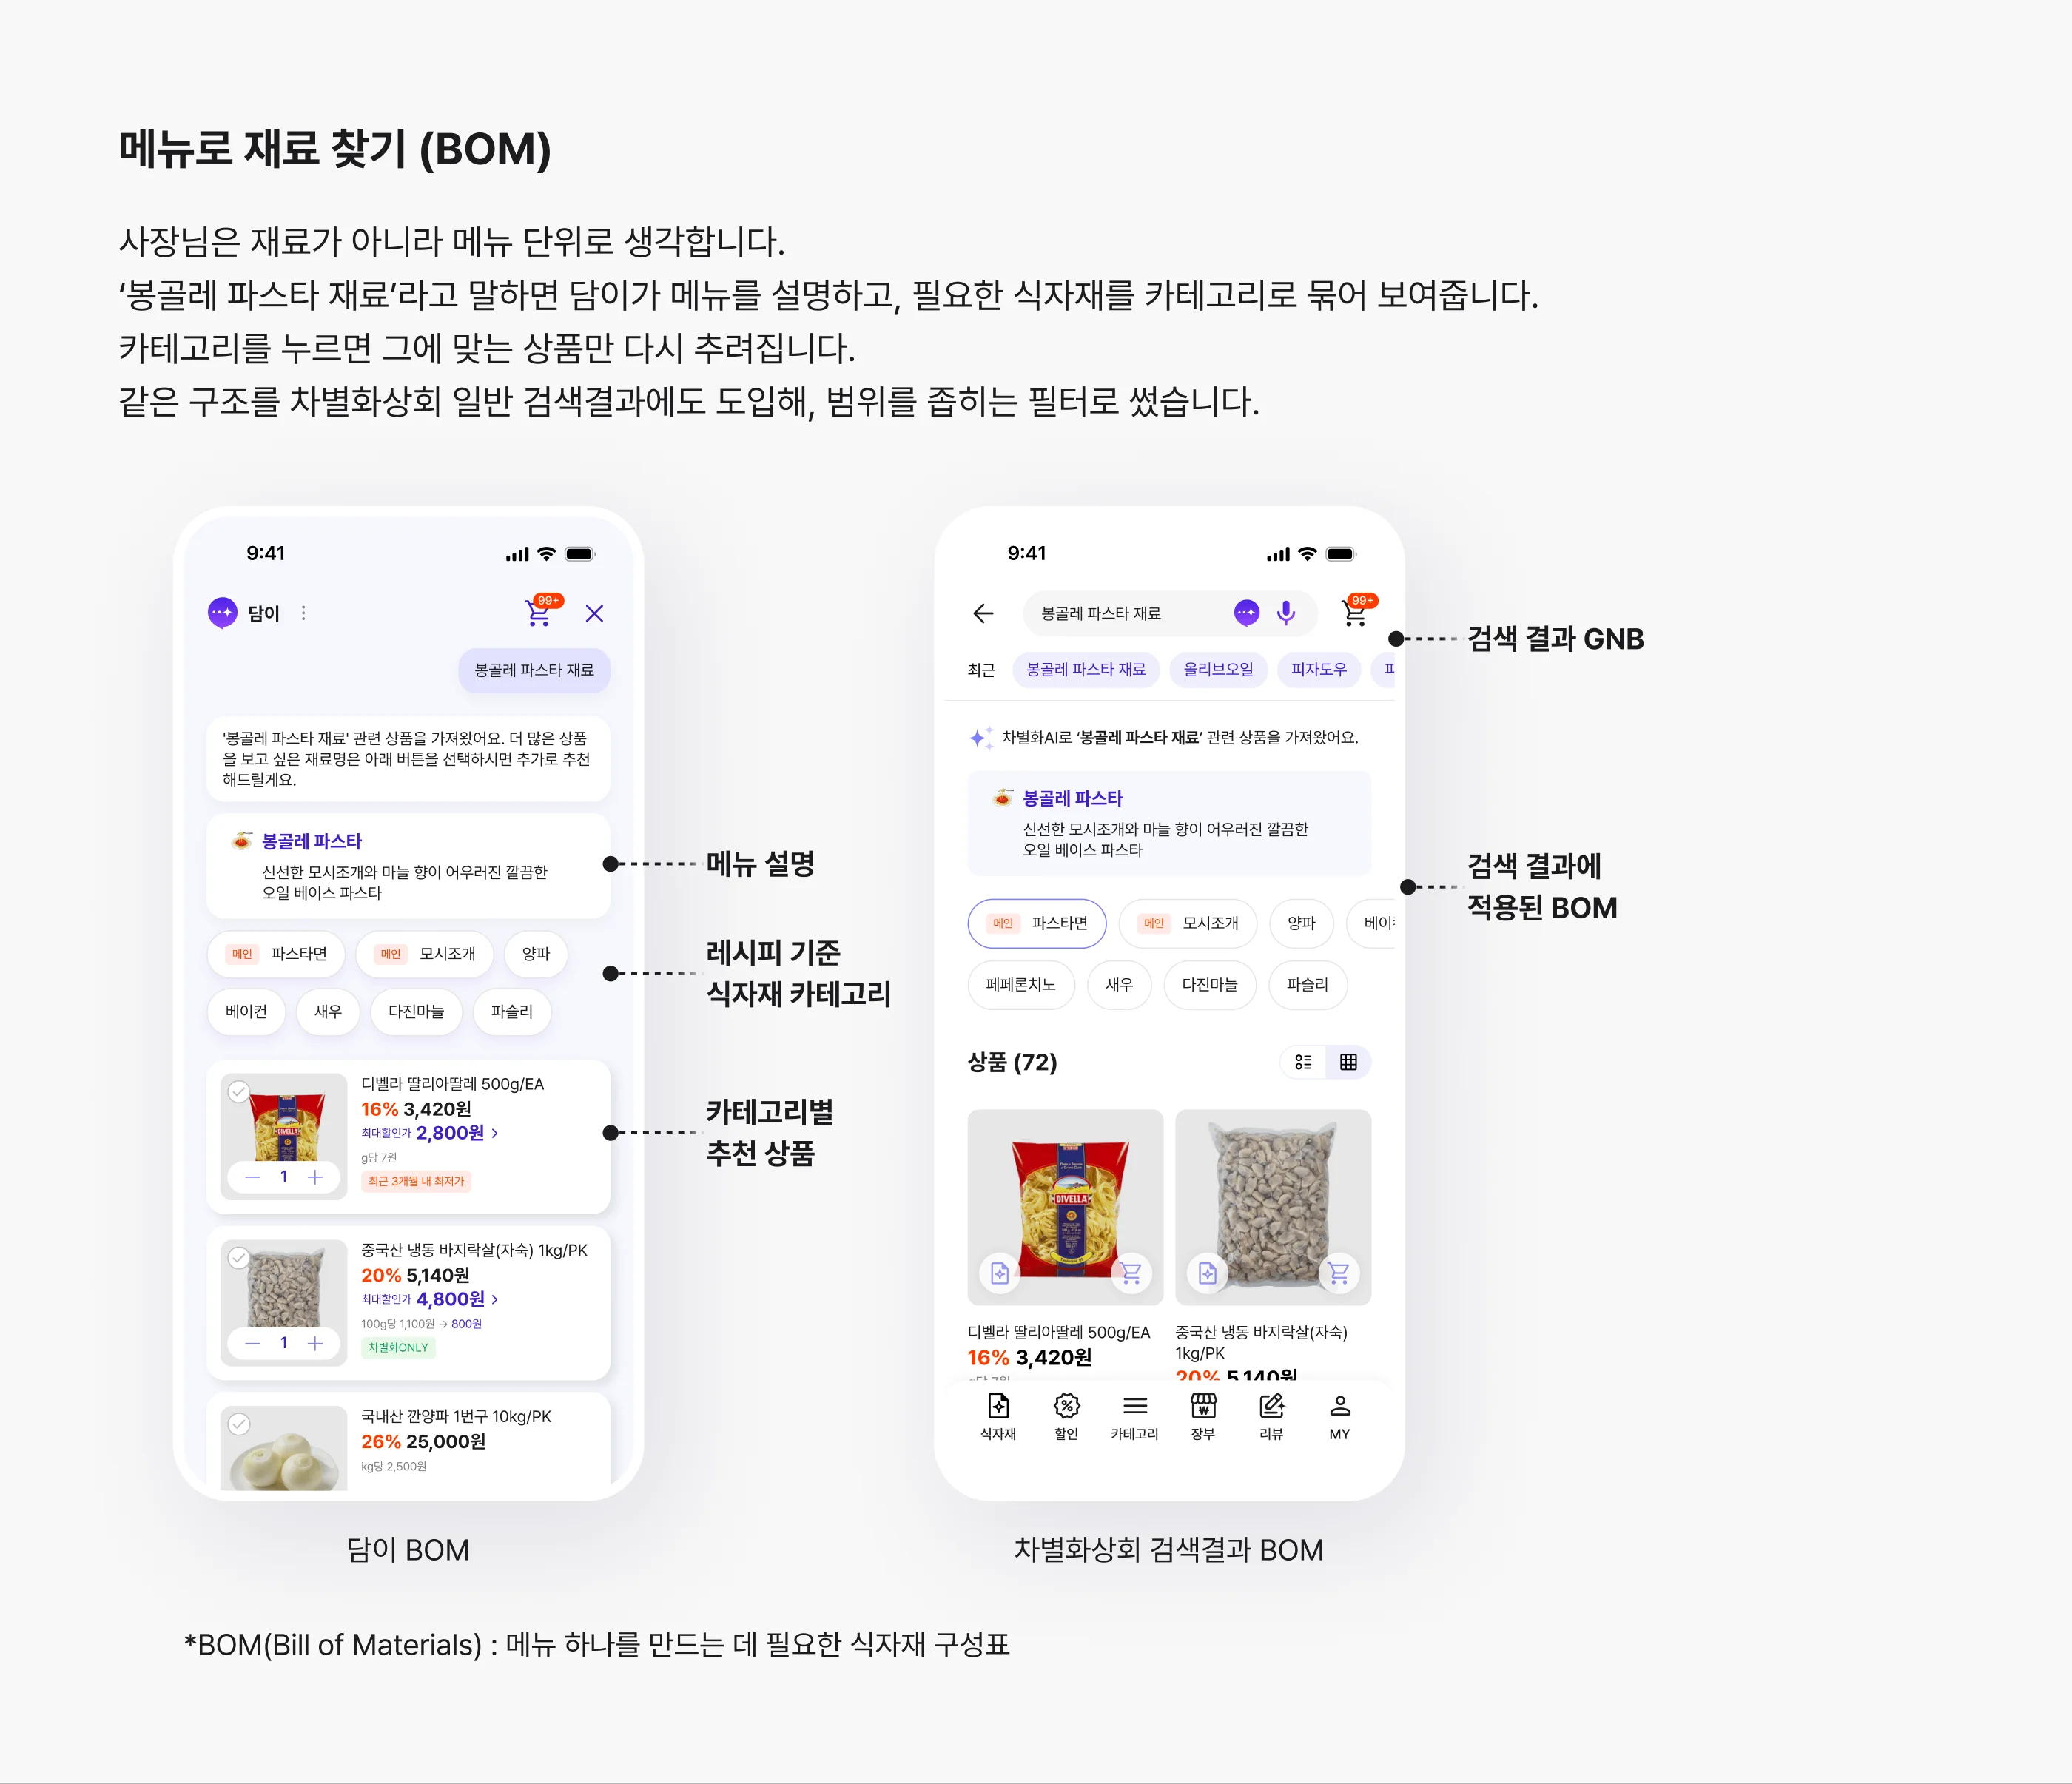 메뉴로 재료 찾기 (BOM)
사장님은 재료가 아니라 메뉴 단위로 생각합니다.
‘봉골레 파스타 재료’라고 말하면 담이가 메뉴를 설명하고, 필요한 식자재를 카테고리로 묶어 보여줍니다.
카테고리를 누르면 그에 맞는 상품만 다시 추려집니다.
같은 구조를 차별화상회 일반 검색결과에도 도입해, 범위를 좁히는 필터로 썼습니다.
9:41
담이
99+
봉골레 파스타 재료
'봉골레 파스타 재료' 관련 상품을 가져왔어요. 더 많은 상품
을 보고 싶은 재료명은 아래 버튼을 선택하시면 추가로 추천
해드릴게요.
봉골레 파스타
신선한 모시조개와 마늘 향이 어우러진 깔끔한
오일 베이스 파스타
메인 파스타면 메인 모시조개 양파
베이컨 새우 다진마늘 파슬리
디벨라 딸리아딸레 500g/EA
16% 3,420원
최대할인가 2,800원
g당 7원
최근 3개월 내 최저가
DIVELLA
1
중국산 냉동 바지락살(자숙) 1kg/PK
20% 5,140원
최대할인가 4,800원
100g당 1,100원 → 800원
차별화ONLY
1
국내산 깐양파 1번구 10kg/PK
26% 25,000원
kg당 2,500원
메뉴 설명
레시피 기준
식자재 카테고리
카테고리별
추천 상품
담이 BOM
9:41
봉골레 파스타 재료
99+
최근 봉골레 파스타 재료 올리브오일 피자도우
차별화AI로 ‘봉골레 파스타 재료’ 관련 상품을 가져왔어요.
봉골레 파스타
신선한 모시조개와 마늘 향이 어우러진 깔끔한
오일 베이스 파스타
메인 파스타면 메인 모시조개 양파 베이컨
페페론치노 새우 다진마늘 파슬리
상품 (72)
DIVELLA
디벨라 딸리아딸레 500g/EA
16% 3,420원
g당 7원
중국산 냉동 바지락살(자숙)
1kg/PK
20% 5,140원
식자재 할인 카테고리 장부 리뷰 MY
검색 결과 GNB
검색 결과에
적용된 BOM
차별화상회 검색결과 BOM
*BOM(Bill of Materials) : 메뉴 하나를 만드는 데 필요한 식자재 구성표